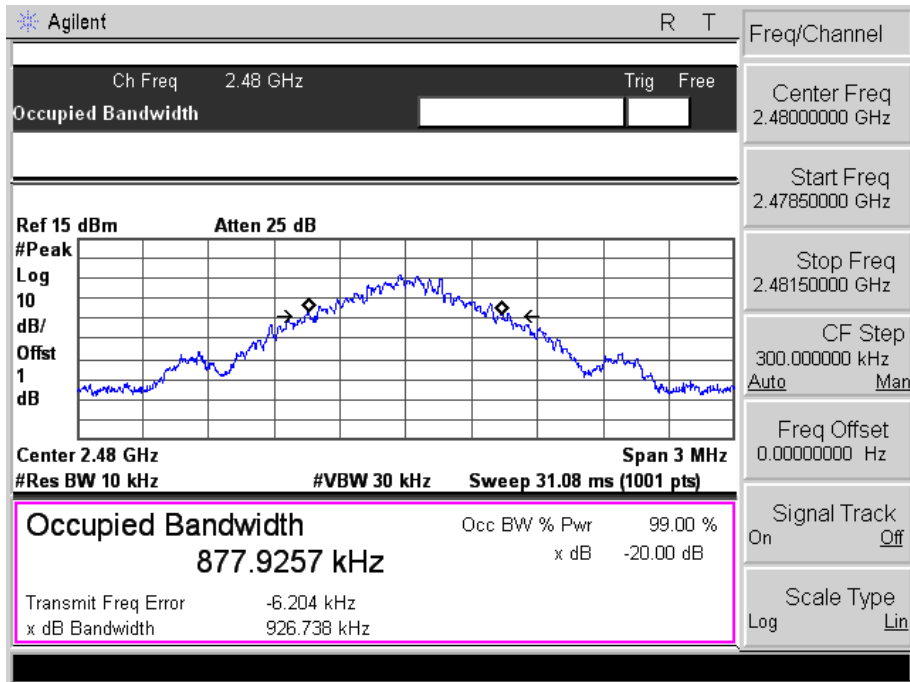 Agilent R T
Ch Freq 2.48 GHz Trig Free
Occupied Bandwidth
Ref 15 dBm Atten 25 dB
#Peak
Log
10
dB/
Offst
1
dB
Center 2.48 GHz Span 3 MHz
#Res BW 10 kHz #VBW 30 kHz Sweep 31.08 ms (1001 pts)
Occupied Bandwidth
877.9257 kHz
Occ BW % Pwr 99.00 %
x dB -20.00 dB
Transmit Freq Error -6.204 kHz
x dB Bandwidth 926.738 kHz
Freq/Channel
Center Freq
2.48000000 GHz
Start Freq
2.47850000 GHz
Stop Freq
2.48150000 GHz
CF Step
300.000000 kHz
Auto Man
Freq Offset
0.00000000 Hz
Signal Track
On Off
Scale Type
Log Lin